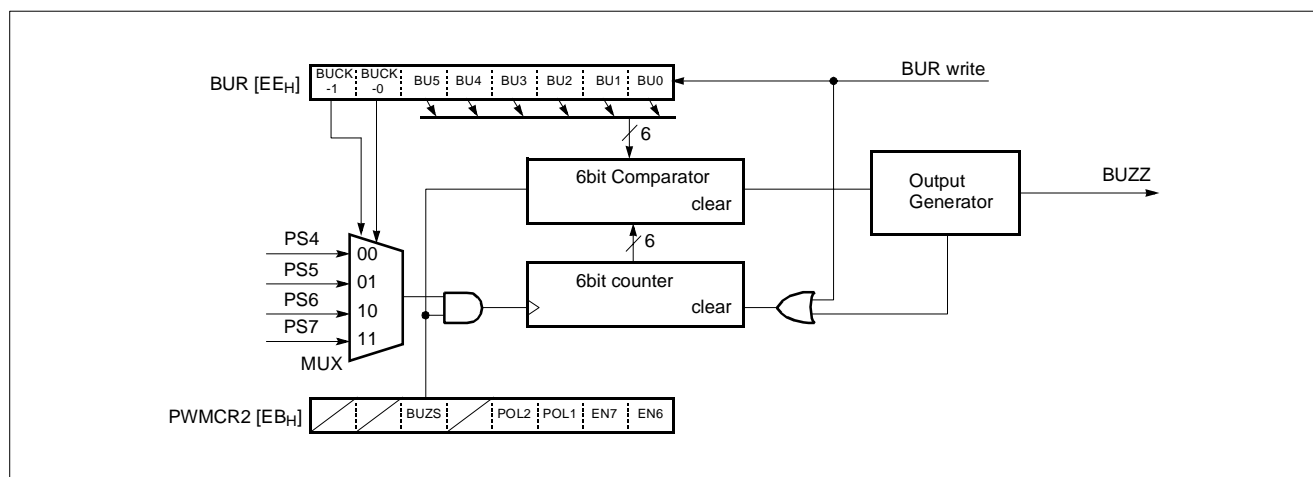 BUR [EEH] BUCK-1 BUCK-0 BU5 BU4 BU3 BU2 BU1 BU0 BUR write
6
6bit Comparator
clear
Output Generator
BUZZ
6
PS4 00
PS5 01
PS6 10
PS7 11
MUX
6bit counter
clear
PWMCR2 [EBH] BUZS POL2 POL1 EN7 EN6